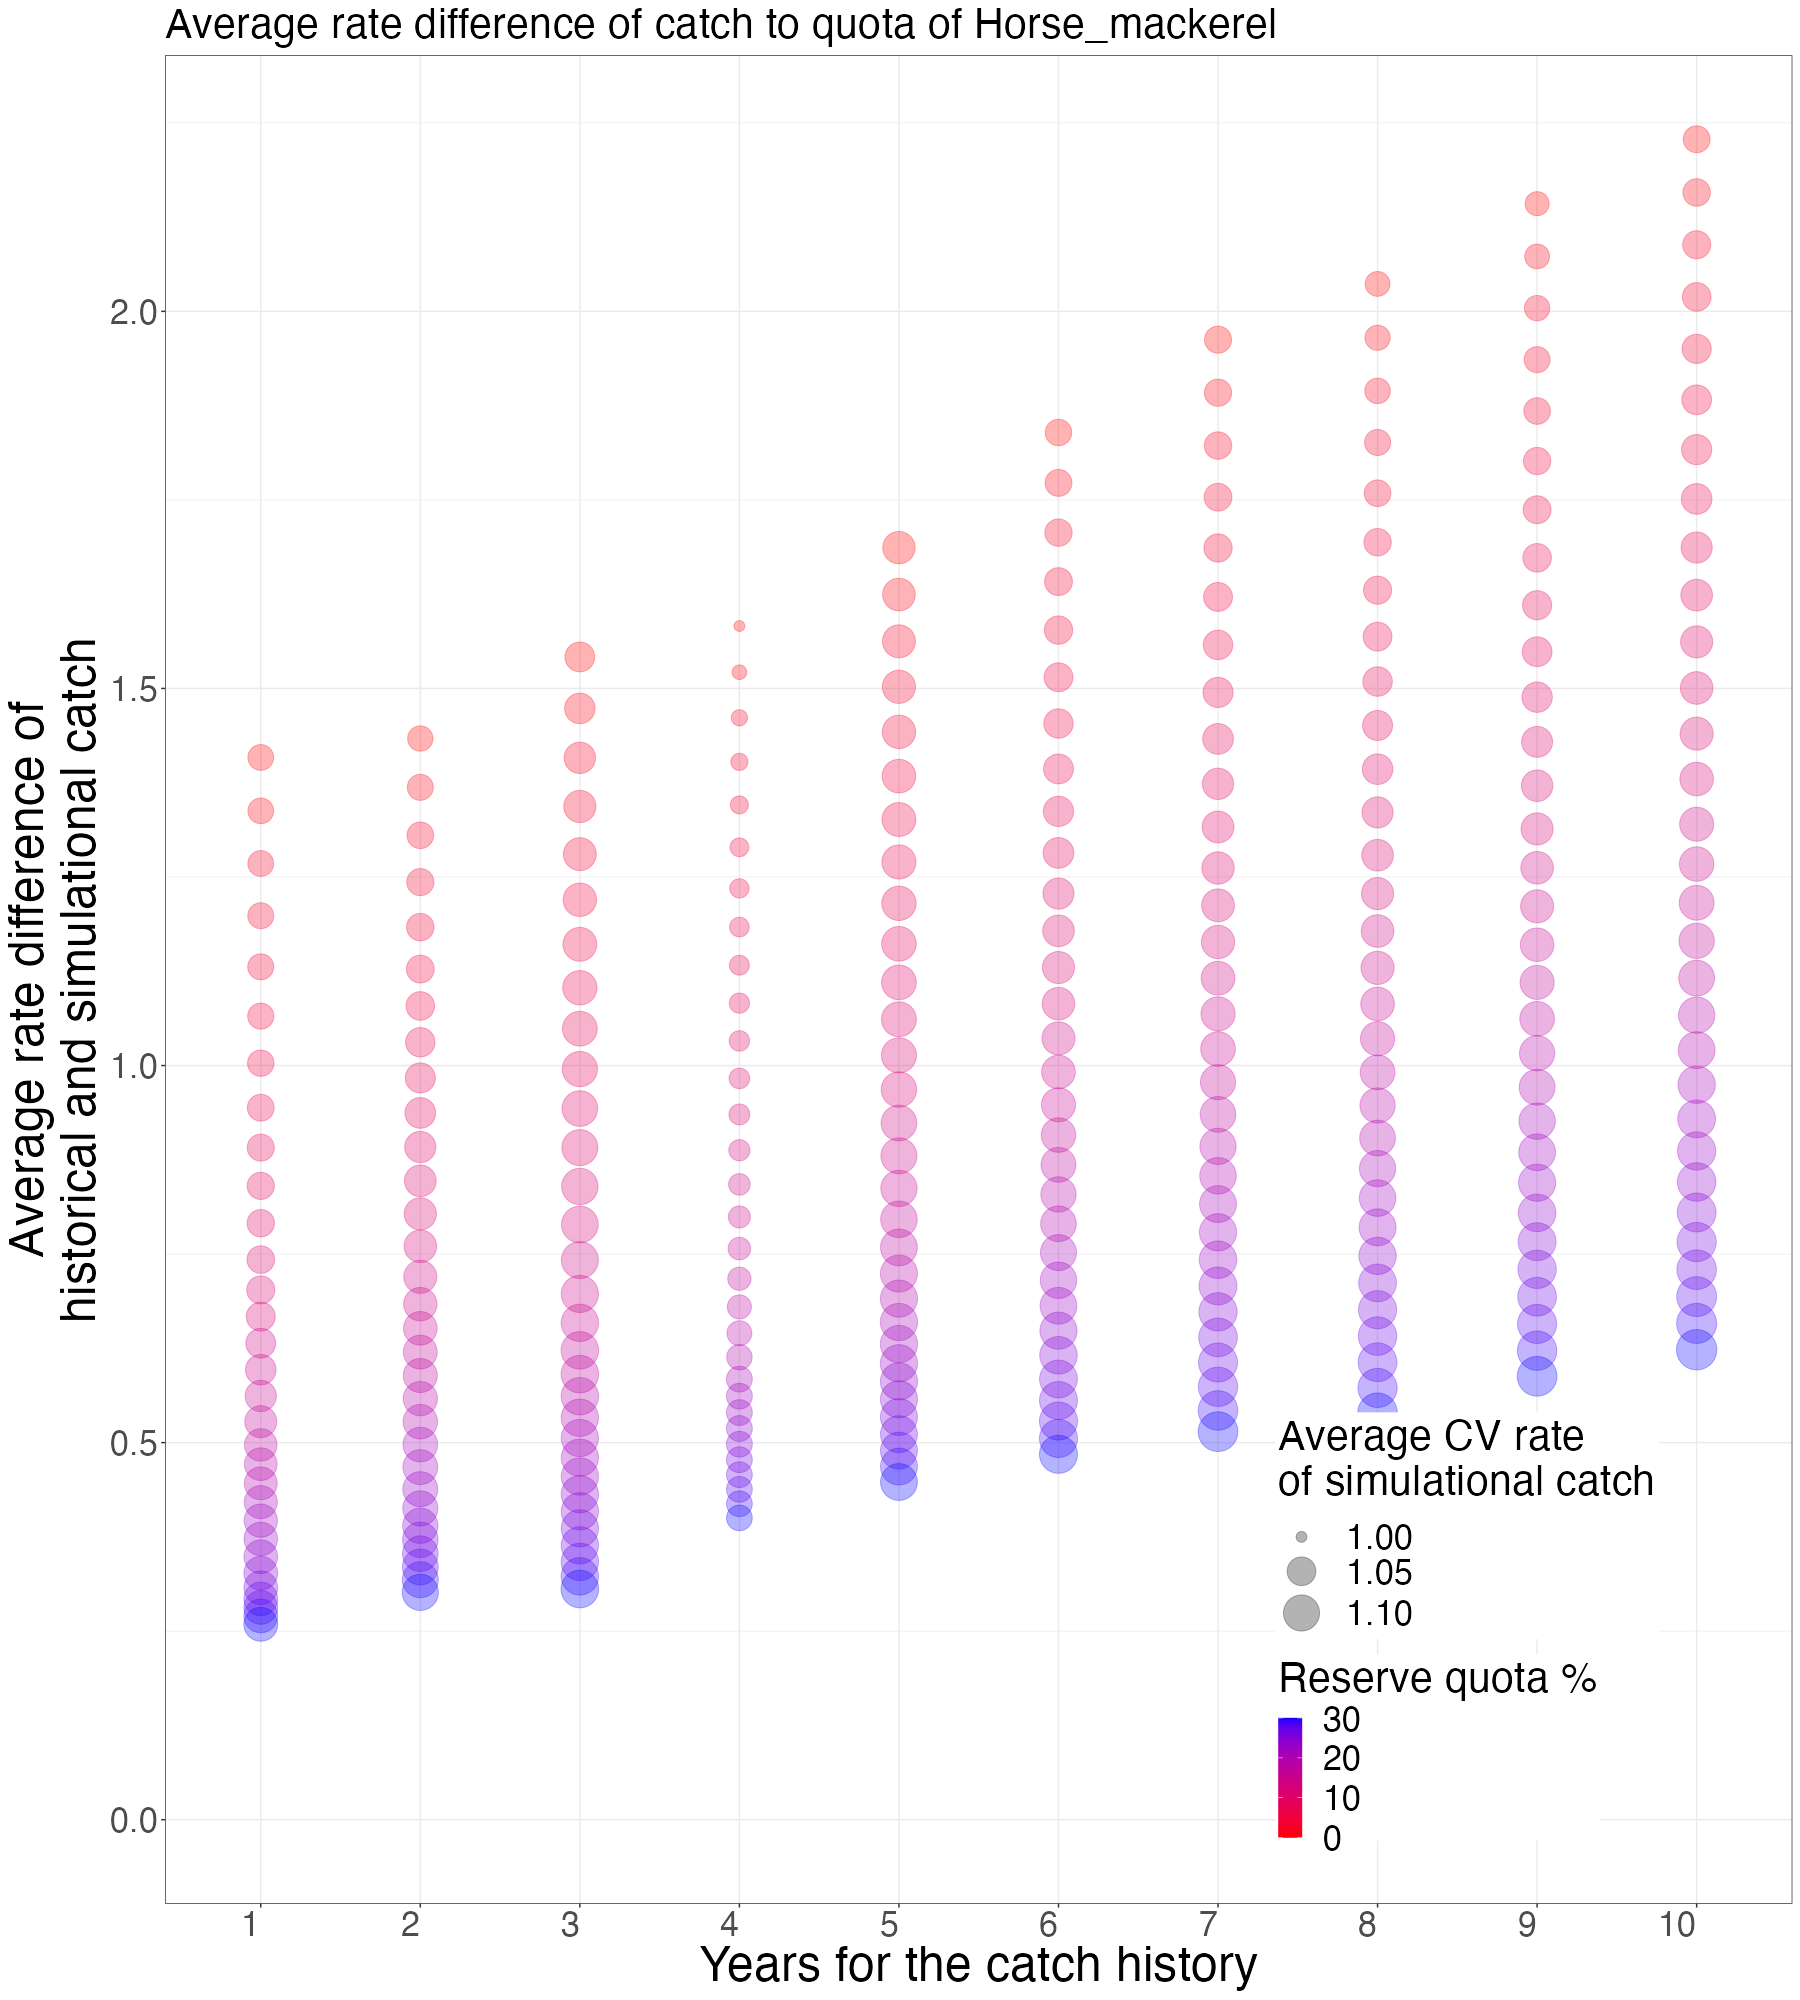 Average rate difference of catch to quota of Horse_mackerel
Average rate difference of
historical and simulational catch
2.0
1.5
1.0
0.5
0.0
Average CV rate
of simulational catch
1.00
1.05
1.10
Reserve quota %
30
20
10
0
1 2 3 4 5 6 7 8 9 10
Years for the catch history